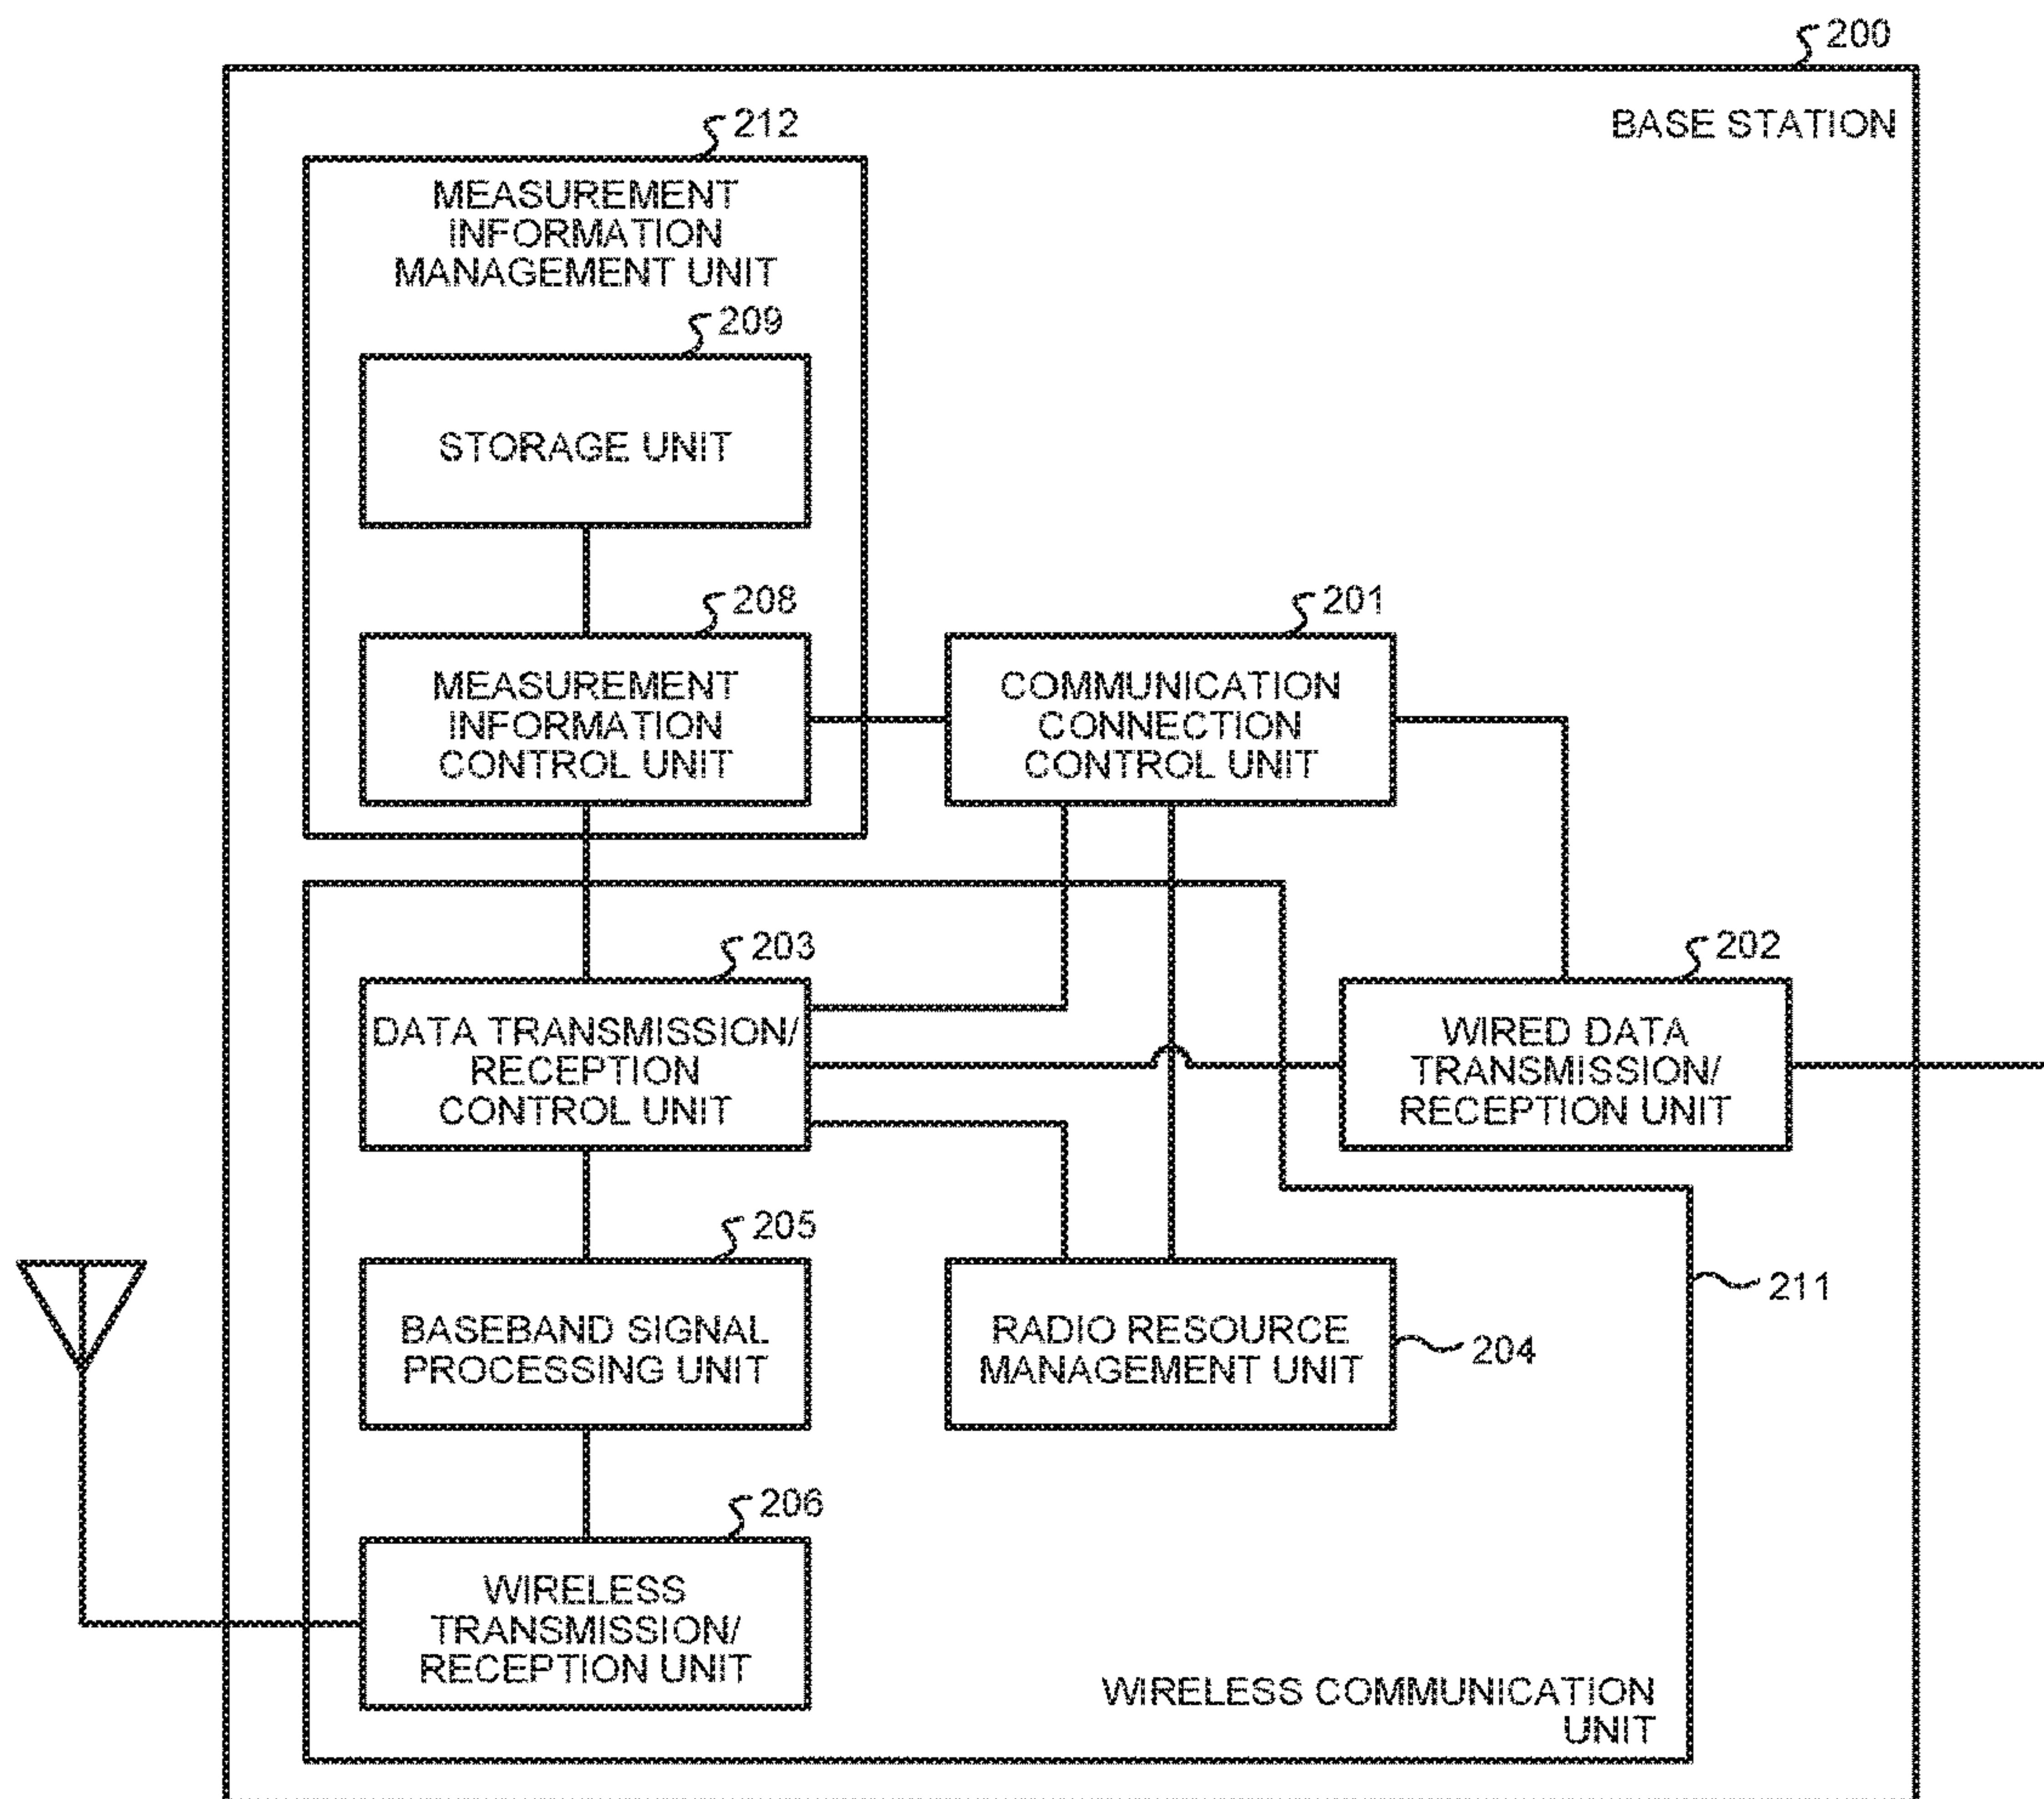 200
BASE STATION
212
MEASUREMENT
INFORMATION
MANAGEMENT UNIT
209
STORAGE UNIT
208
MEASUREMENT
INFORMATION
CONTROL UNIT
201
COMMUNICATION
CONNECTION
CONTROL UNIT
203
DATA TRANSMISSION/
RECEPTION
CONTROL UNIT
202
WIRED DATA
TRANSMISSION/
RECEPTION UNIT
205
BASEBAND SIGNAL
PROCESSING UNIT
RADIO RESOURCE
MANAGEMENT UNIT
204
211
206
WIRELESS
TRANSMISSION/
RECEPTION UNIT
WIRELESS COMMUNICATION
UNIT